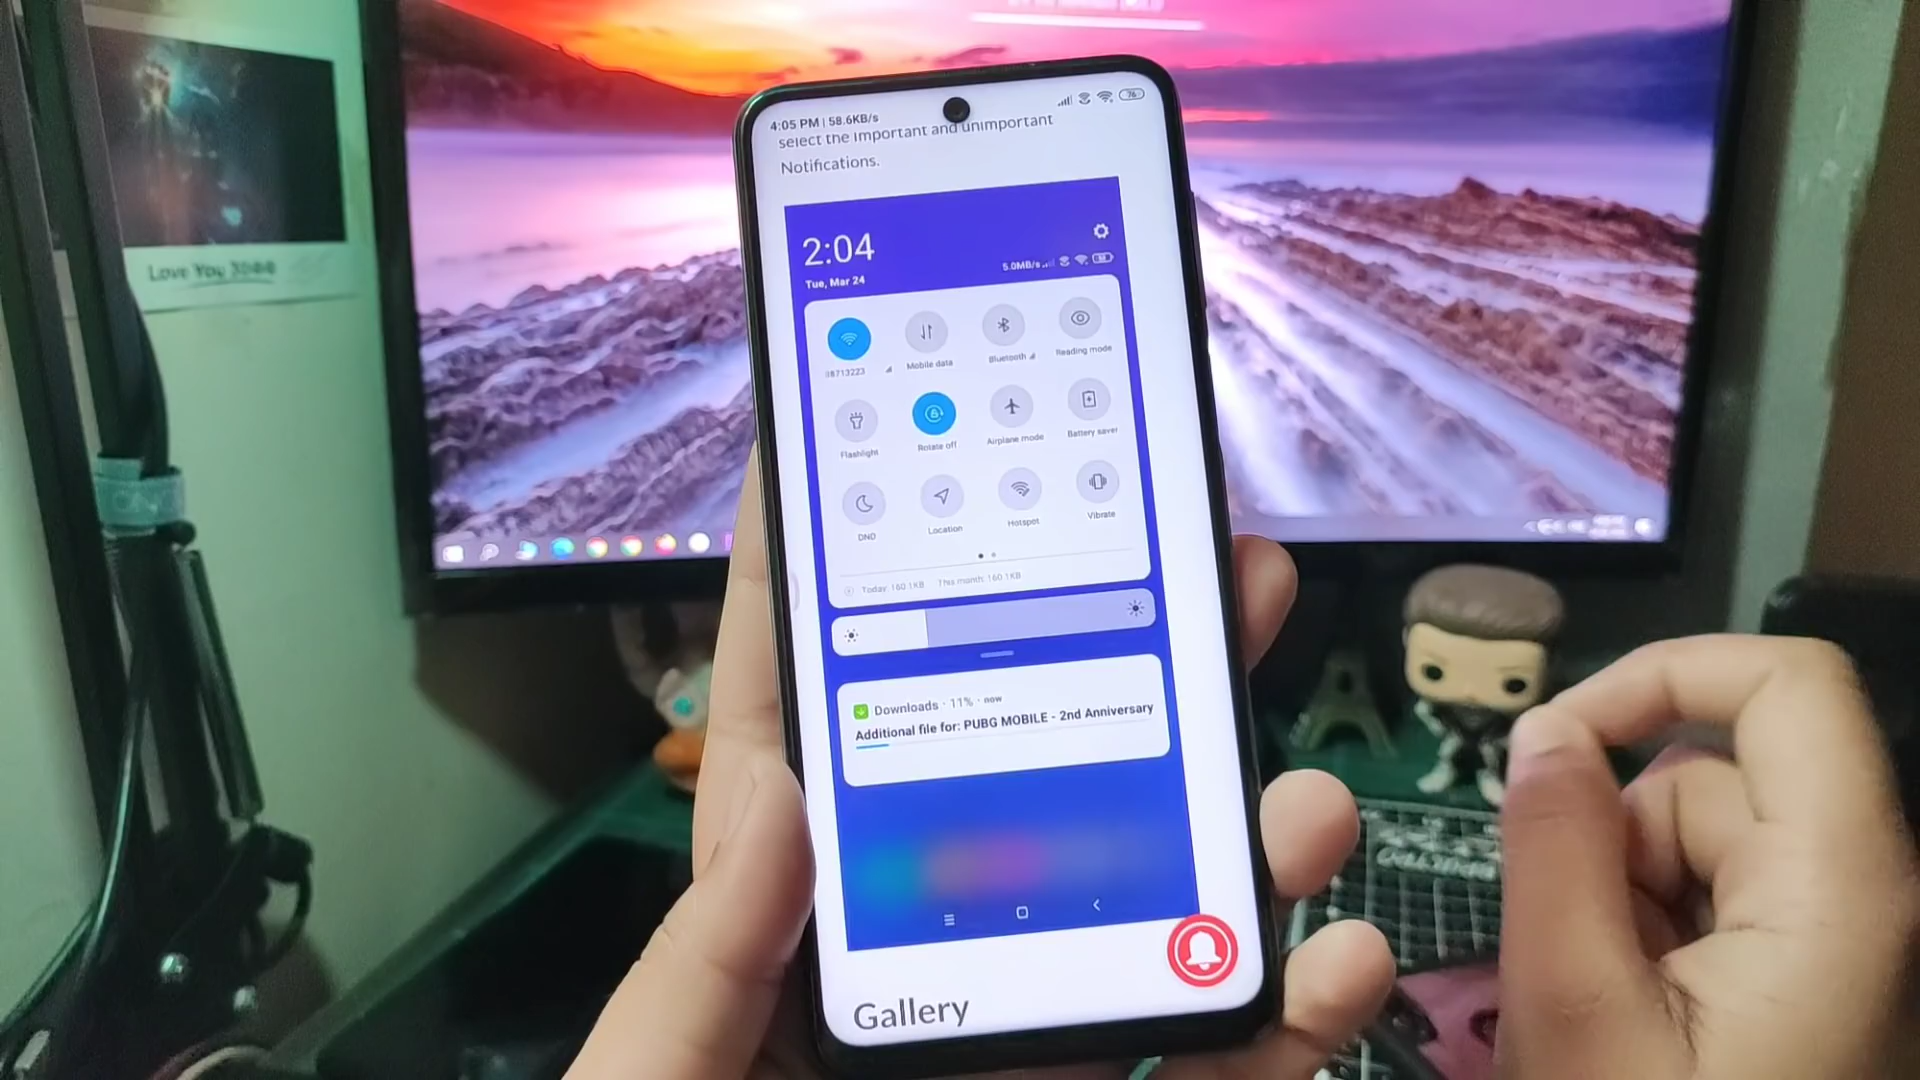 Love You 3000
4:05 PM | 58.6KB/s
76
select the Important and unimportant
Notifications.
2:04
Tue, Mar 24
5.0MB/s
38713223
Mobile data
Bluetooth
Reading mode
Flashlight
Rotate off
Airplane mode
Battery saver
DND
Location
Hotspot
Vibrate
Today: 160.1KB
This month: 160.1KB
Downloads · 11% · now
Additional file for: PUBG MOBILE - 2nd Anniversary
Gallery